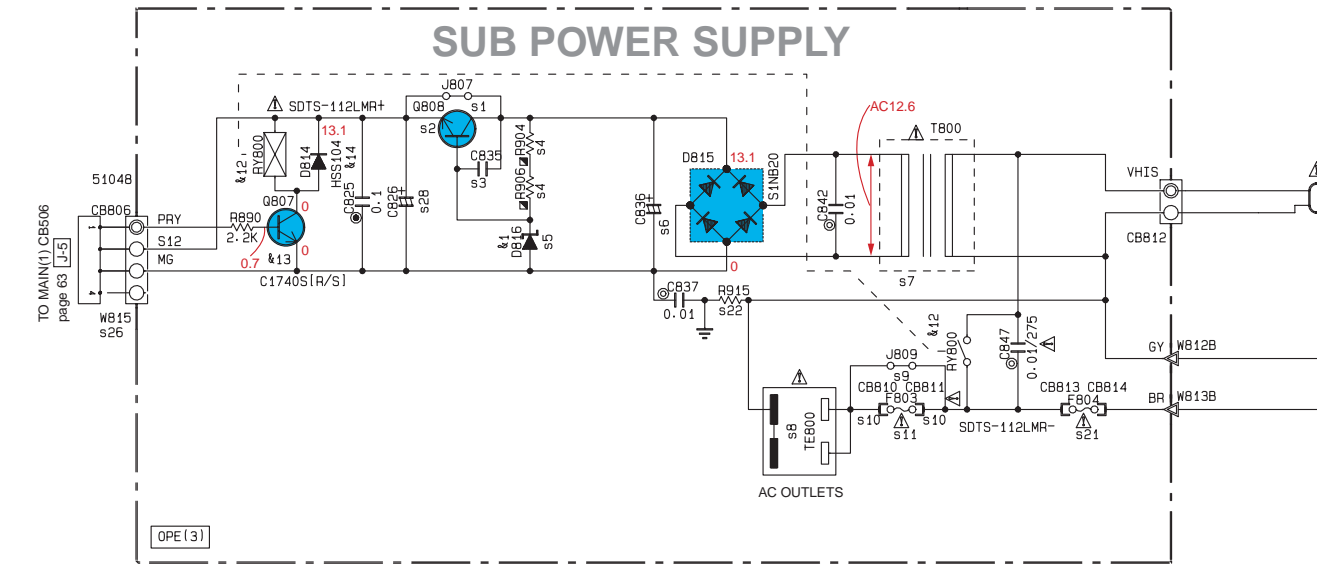 SUB POWER SUPPLY
J807
SDTS-112LMR+
Q808
s1
s2
AC12.6
T800
13.1
RY800
&12
D814
HSS104
&14
C825
0.1
C826
s28
C835
s3
R904
s4
R906
s4
D815
13.1
S1NB20
C842
0.01
VHIS
51048
CB806
TO MAIN(1) CB506
page 63
J-5
1
4
PRY
S12
MG
R890
2.2K
Q807
0
0
0.7
&13
C1740S[R/S]
&1
D816
s5
C836
s6
0
s7
CB812
W815
s26
C837
0.01
R915
s22
&12
RY800
C847
0.01/275
GY
W812B
J809
s9
CB810
CB811
F803
s10
s11
s10
CB813
CB814
F804
s21
BR
W813B
SDTS-112LMR-
s8
TE800
AC OUTLETS
OPE(3)